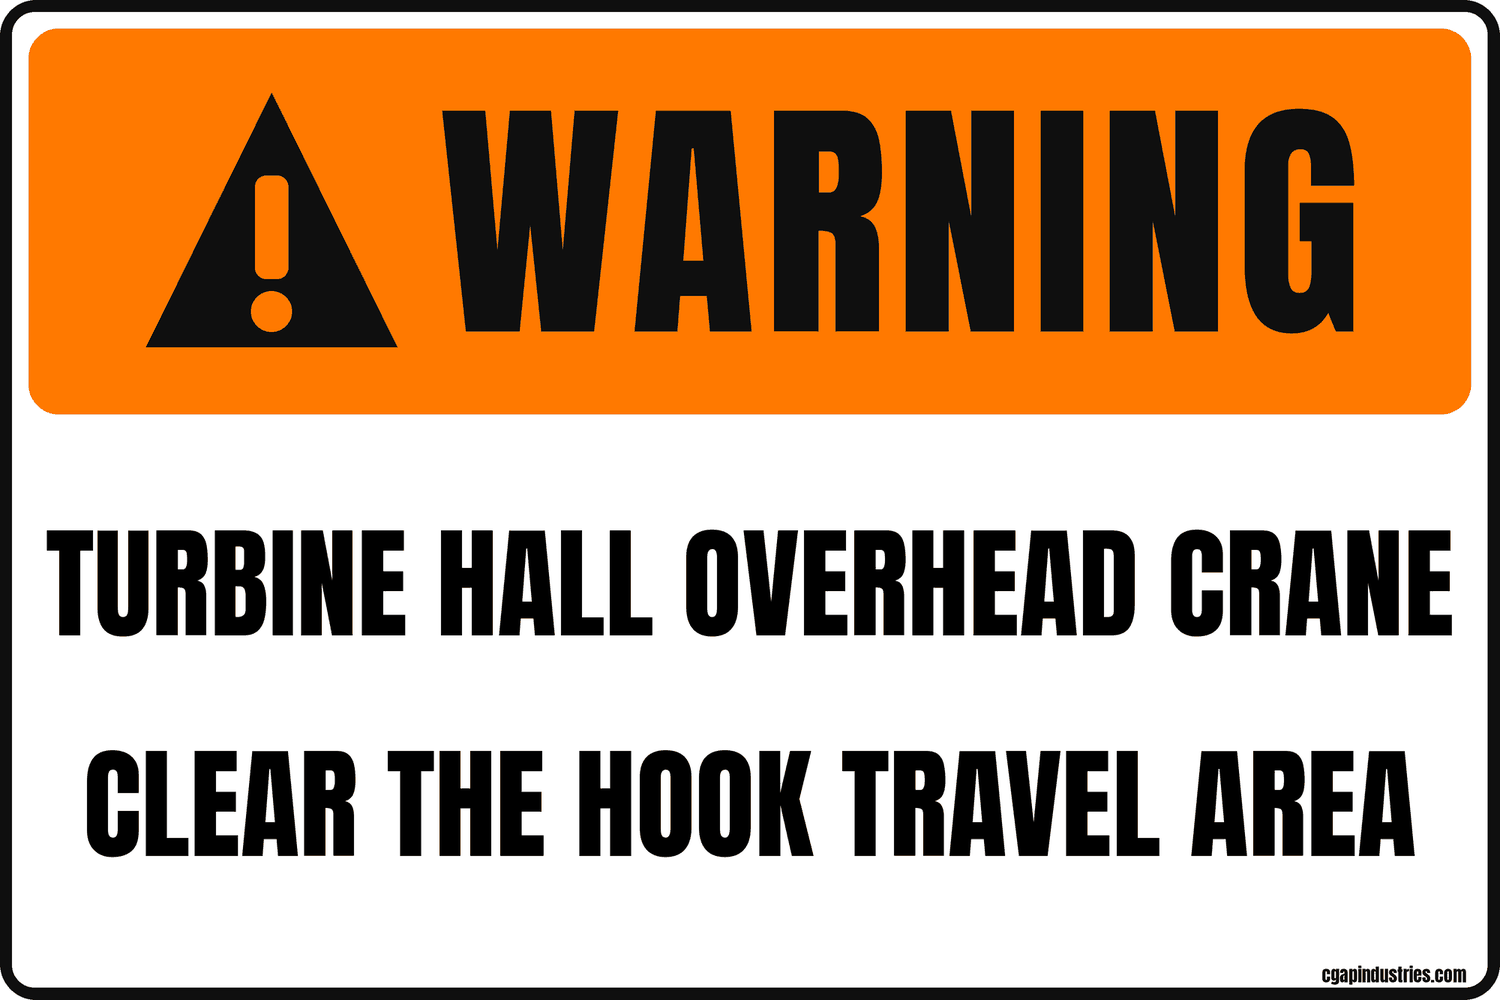 WARNING
TURBINE HALL OVERHEAD CRANE
CLEAR THE HOOK TRAVEL AREA
cgapindustries.com